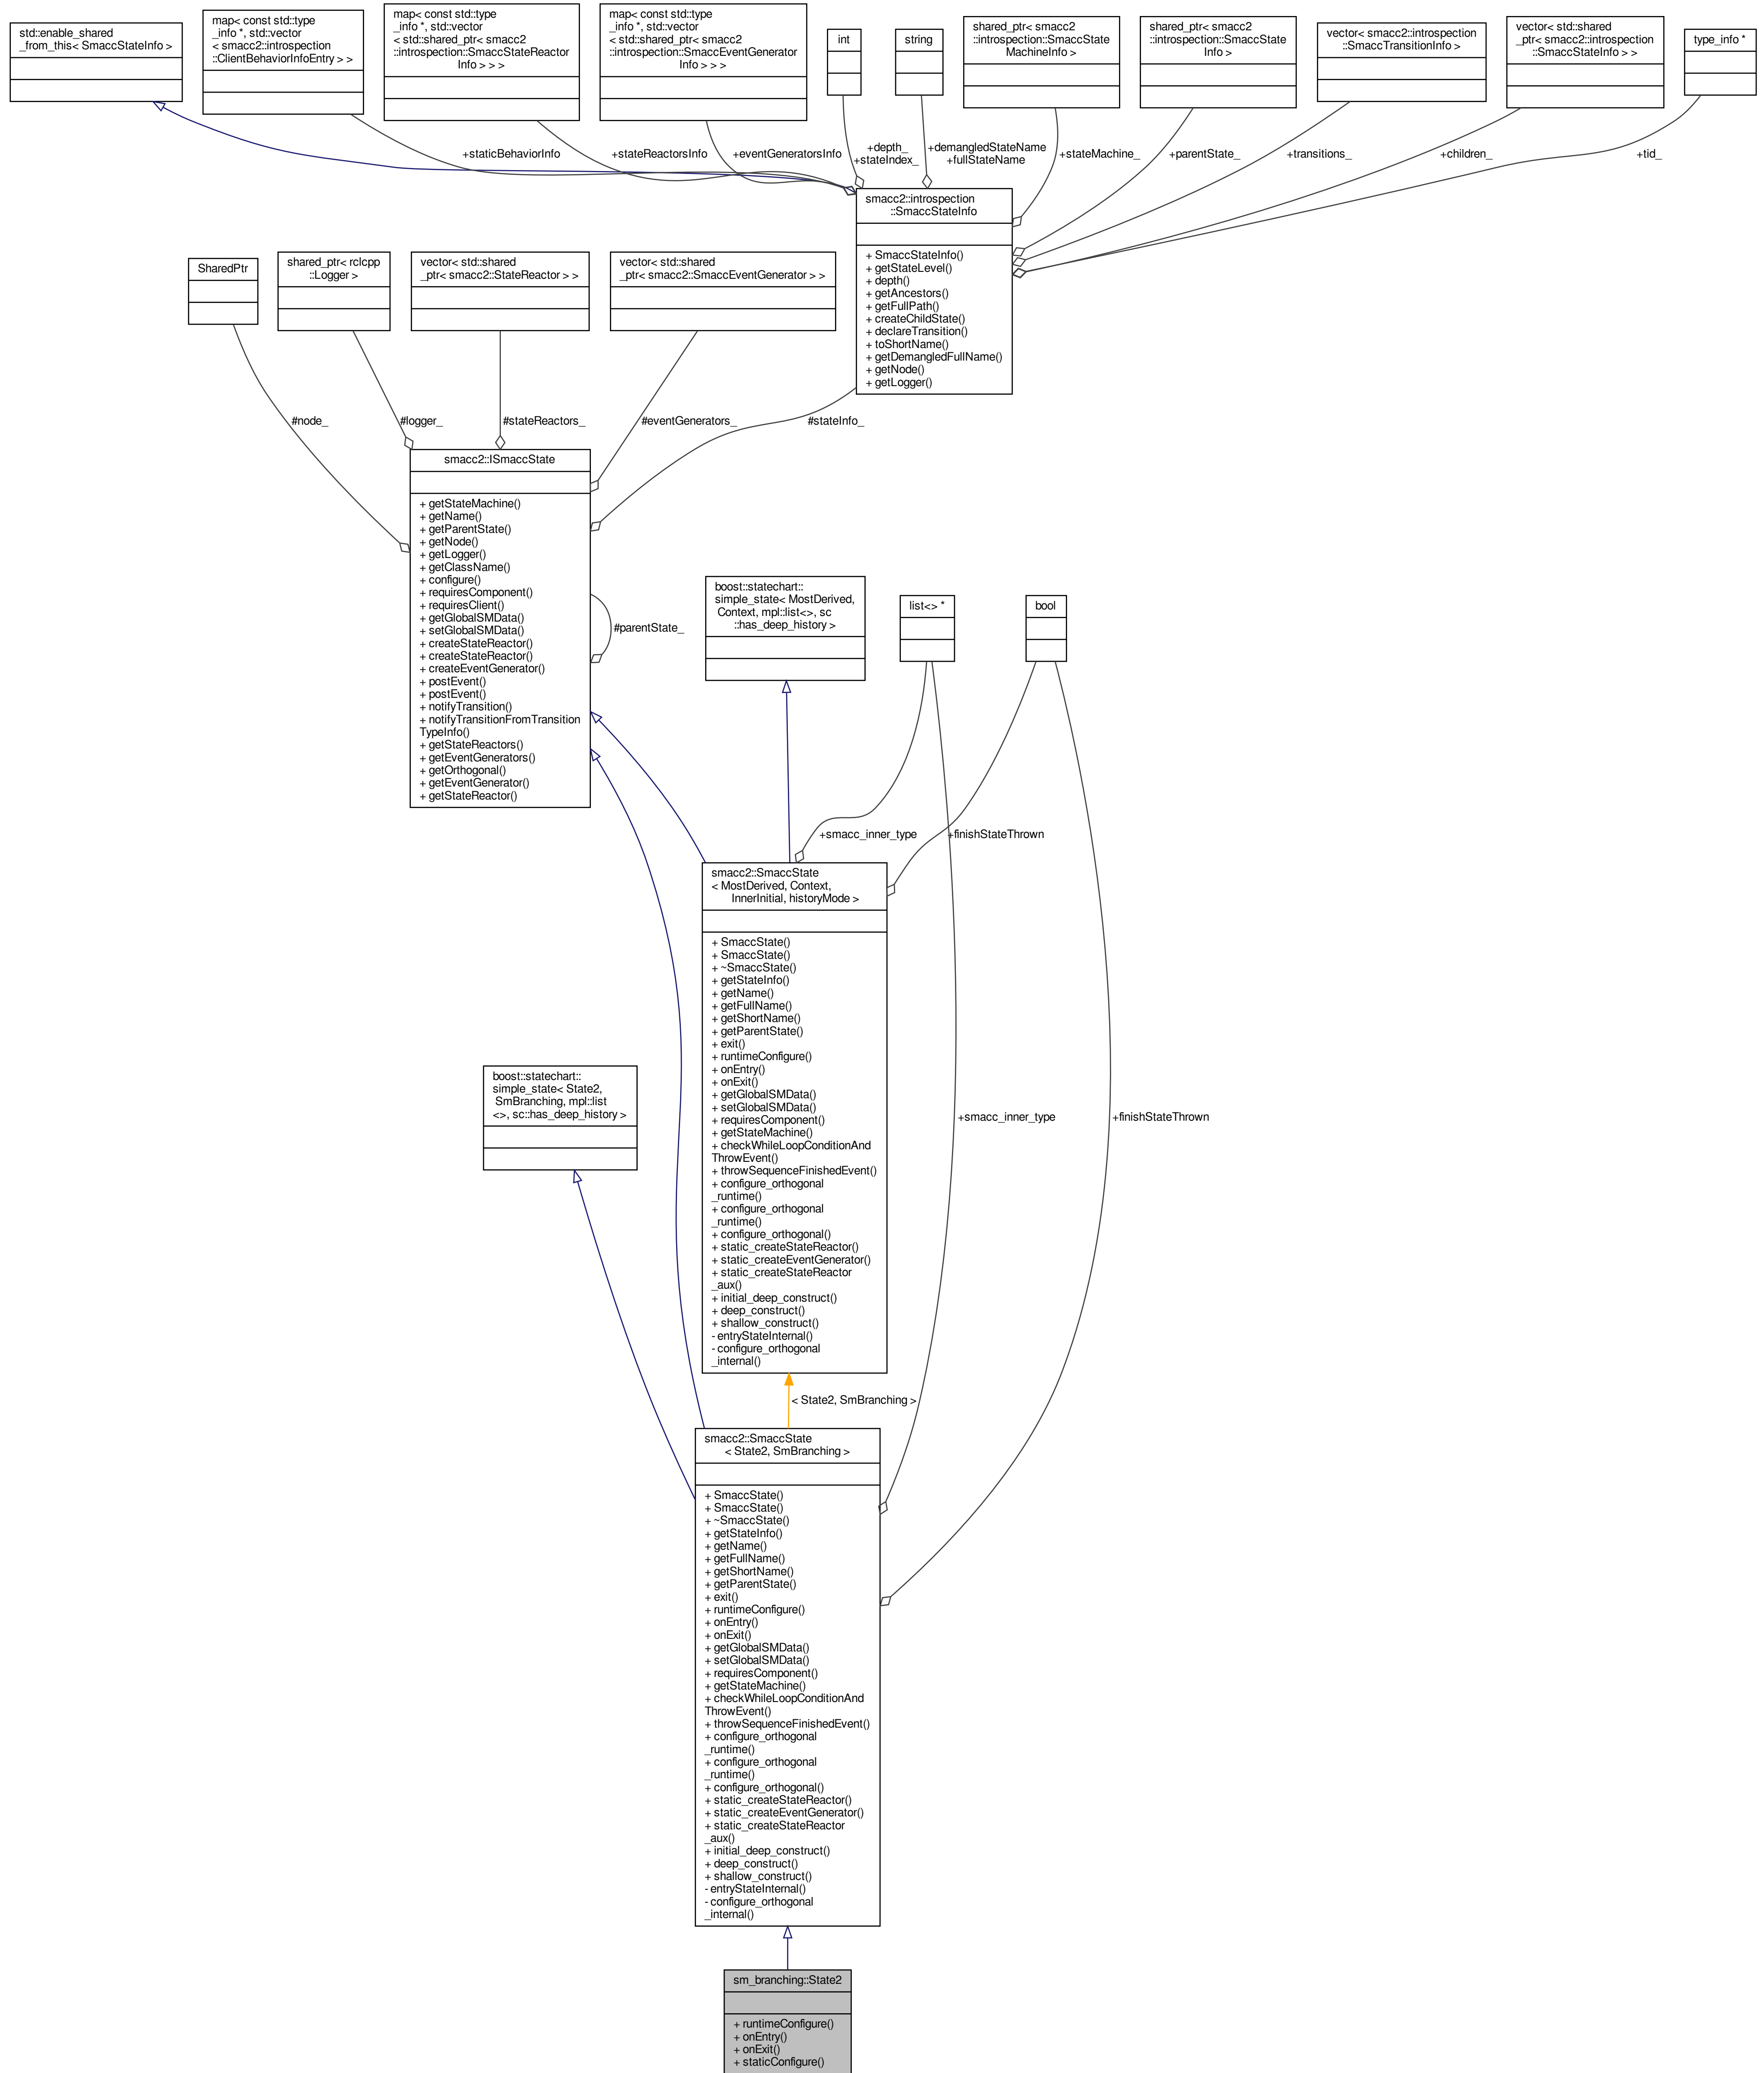 std::enable_shared
_from_this< SmaccStateInfo >
map< const std::type
_info *, std::vector
< smacc2::introspection
::ClientBehaviorInfoEntry > >
map< const std::type
_info *, std::vector
< std::shared_ptr< smacc2
::introspection::SmaccStateReactor
Info > > >
map< const std::type
_info *, std::vector
< std::shared_ptr< smacc2
::introspection::SmaccEventGenerator
Info > > >
int
string
shared_ptr< smacc2
::introspection::SmaccState
MachineInfo >
shared_ptr< smacc2
::introspection::SmaccState
Info >
vector< smacc2::introspection
::SmaccTransitionInfo >
vector< std::shared
_ptr< smacc2::introspection
::SmaccStateInfo > >
type_info *
+staticBehaviorInfo
+stateReactorsInfo
+eventGeneratorsInfo
+depth_
+stateIndex_
+demangledStateName
+fullStateName
+stateMachine_
+parentState_
+transitions_
+children_
+tid_
smacc2::introspection
::SmaccStateInfo
+ SmaccStateInfo()
+ getStateLevel()
+ depth()
+ getAncestors()
+ getFullPath()
+ createChildState()
+ declareTransition()
+ toShortName()
+ getDemangledFullName()
+ getNode()
+ getLogger()
SharedPtr
shared_ptr< rclcpp
::Logger >
vector< std::shared
_ptr< smacc2::StateReactor > >
vector< std::shared
_ptr< smacc2::SmaccEventGenerator > >
#node_
#logger_
#stateReactors_
#eventGenerators_
#stateInfo_
smacc2::ISmaccState
+ getStateMachine()
+ getName()
+ getParentState()
+ getNode()
+ getLogger()
+ getClassName()
+ configure()
+ requiresComponent()
+ requiresClient()
+ getGlobalSMData()
+ setGlobalSMData()
+ createStateReactor()
+ createStateReactor()
+ createEventGenerator()
+ postEvent()
+ postEvent()
+ notifyTransition()
+ notifyTransitionFromTransition
TypeInfo()
+ getStateReactors()
+ getEventGenerators()
+ getOrthogonal()
+ getEventGenerator()
+ getStateReactor()
#parentState_
boost::statechart::
simple_state< MostDerived,
Context, mpl::list<>, sc
::has_deep_history >
list<> *
bool
+smacc_inner_type
+finishStateThrown
smacc2::SmaccState
< MostDerived, Context,
InnerInitial, historyMode >
+ SmaccState()
+ SmaccState()
+ ~SmaccState()
+ getStateInfo()
+ getName()
+ getFullName()
+ getShortName()
+ getParentState()
+ exit()
+ runtimeConfigure()
+ onEntry()
+ onExit()
+ getGlobalSMData()
+ setGlobalSMData()
+ requiresComponent()
+ getStateMachine()
+ checkWhileLoopConditionAnd
ThrowEvent()
+ throwSequenceFinishedEvent()
+ configure_orthogonal
_runtime()
+ configure_orthogonal
_runtime()
+ configure_orthogonal()
+ static_createStateReactor()
+ static_createEventGenerator()
+ static_createStateReactor
_aux()
+ initial_deep_construct()
+ deep_construct()
+ shallow_construct()
- entryStateInternal()
- configure_orthogonal
_internal()
boost::statechart::
simple_state< State2,
SmBranching, mpl::list
<>, sc::has_deep_history >
+smacc_inner_type
+finishStateThrown
< State2, SmBranching >
smacc2::SmaccState
< State2, SmBranching >
+ SmaccState()
+ SmaccState()
+ ~SmaccState()
+ getStateInfo()
+ getName()
+ getFullName()
+ getShortName()
+ getParentState()
+ exit()
+ runtimeConfigure()
+ onEntry()
+ onExit()
+ getGlobalSMData()
+ setGlobalSMData()
+ requiresComponent()
+ getStateMachine()
+ checkWhileLoopConditionAnd
ThrowEvent()
+ throwSequenceFinishedEvent()
+ configure_orthogonal
_runtime()
+ configure_orthogonal
_runtime()
+ configure_orthogonal()
+ static_createStateReactor()
+ static_createEventGenerator()
+ static_createStateReactor
_aux()
+ initial_deep_construct()
+ deep_construct()
+ shallow_construct()
- entryStateInternal()
- configure_orthogonal
_internal()
sm_branching::State2
+ runtimeConfigure()
+ onEntry()
+ onExit()
+ staticConfigure()